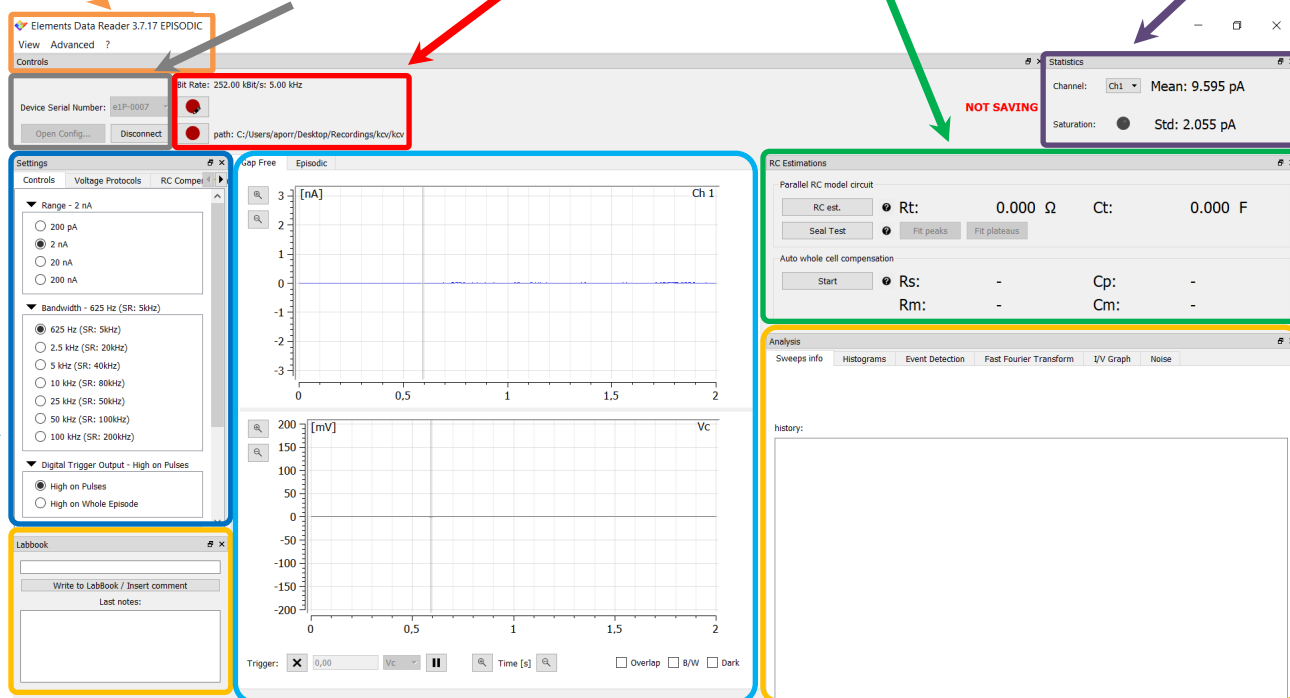 Elements Data Reader 3.7.17 EPISODIC
View Advanced ?
Controls
Bit Rate: 252.00 kBit/s: 5.00 kHz
Device Serial Number: e1P-0007
Open Config... Disconnect
path: C:/Users/aporr/Desktop/Recordings/kcv/kcv
NOT SAVING
Statistics
Channel: Ch1 Mean: 9.595 pA
Saturation: Std: 2.055 pA
Settings
Controls Voltage Protocols RC Compe
Range - 2 nA
200 pA
2 nA
20 nA
200 nA
Bandwidth - 625 Hz (SR: 5kHz)
625 Hz (SR: 5kHz)
2.5 kHz (SR: 20kHz)
5 kHz (SR: 40kHz)
10 kHz (SR: 80kHz)
25 kHz (SR: 50kHz)
50 kHz (SR: 100kHz)
100 kHz (SR: 200kHz)
Digital Trigger Output - High on Pulses
High on Pulses
High on Whole Episode
Labbook
Write to LabBook / Insert comment
Last notes:
Gap Free Episodic
[nA] Ch 1
3
2
1
0
-1
-2
-3
0 0,5 1 1,5 2
[mV] Vc
200
150
100
50
0
-50
-100
-150
-200
0 0,5 1 1,5 2
Trigger: 0,00 Vc Time [s] Overlap B/W Dark
RC Estimations
Parallel RC model circuit
RC est. Rt: 0.000 Ω Ct: 0.000 F
Seal Test Fit peaks Fit plateaus
Auto whole cell compensation
Start Rs: - Cp: -
Rm: - Cm: -
Analysis
Sweeps info Histograms Event Detection Fast Fourier Transform I/V Graph Noise
history: